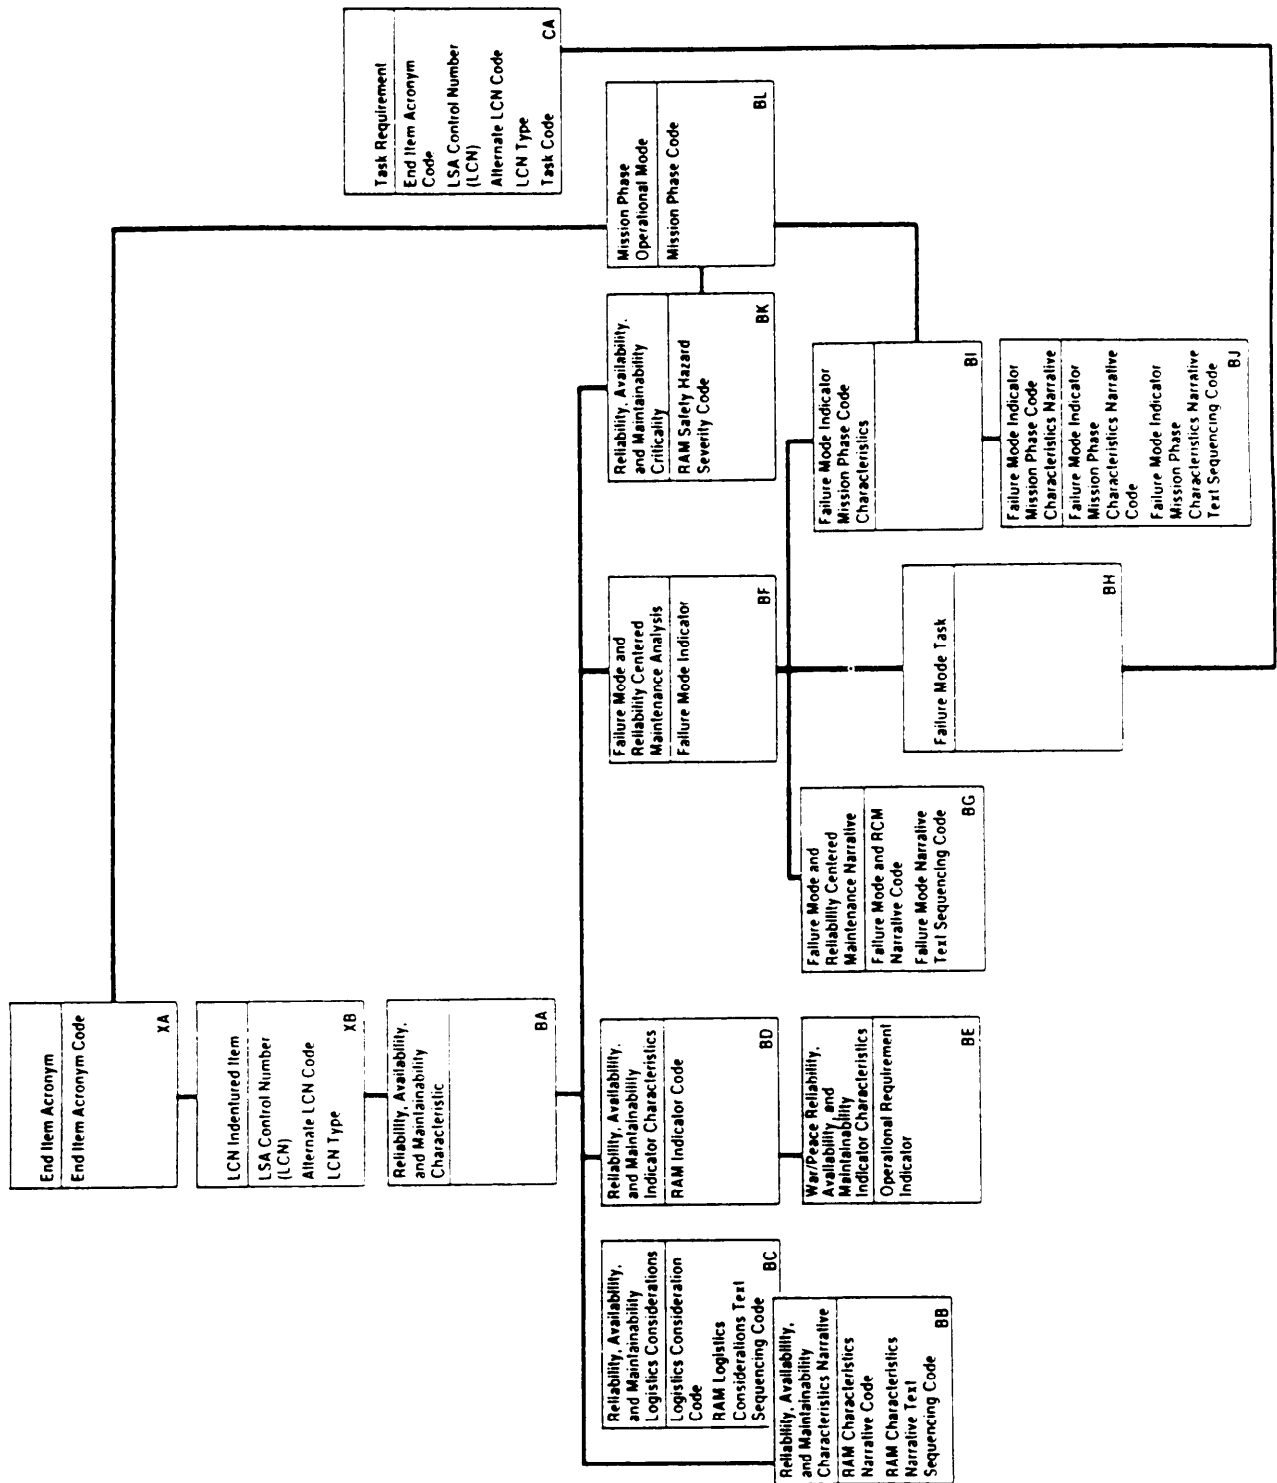 End Item Acronym
End Item Acronym Code
XA
LCN Indentured Item
LSA Control Number
(LCN)
Alternate LCN Code
LCN Type
XB
Reliability, Availability,
and Maintainability
Characteristic
BA
Reliability, Availability,
and Maintainability
Characteristics Narrative
RAM Characteristics
Narrative Code
RAM Characteristics
Narrative Text
Sequencing Code
BB
Reliability, Availability,
and Maintainability
Logistics Considerations
Logistics Consideration
Code
RAM Logistics
Considerations Text
Sequencing Code
BC
Reliability, Availability,
and Maintainability
Indicator Characteristics
RAM Indicator Code
BD
War/Peace Reliability,
Availability, and
Maintainability
Indicator Characteristics
Operational Requirement
Indicator
BE
Failure Mode and
Reliability Centered
Maintenance Analysis
Failure Mode Indicator
BF
Failure Mode and
Reliability Centered
Maintenance Narrative
Failure Mode and RCM
Narrative Code
Failure Mode Narrative
Text Sequencing Code
BG
Failure Mode Task
BH
Failure Mode Indicator
Mission Phase Code
Characteristics
BI
Failure Mode Indicator
Mission Phase Code
Characteristics Narrative
Failure Mode Indicator
Mission Phase
Characteristics Narrative
Code
Failure Mode Indicator
Mission Phase
Characteristics Narrative
Text Sequencing Code
BJ
Reliability, Availability,
and Maintainability
Criticality
RAM Safety Hazard
Severity Code
BK
Mission Phase
Operational Mode
Mission Phase Code
BL
Task Requirement
End Item Acronym
Code
LSA Control Number
(LCN)
Alternate LCN Code
LCN Type
Task Code
CA